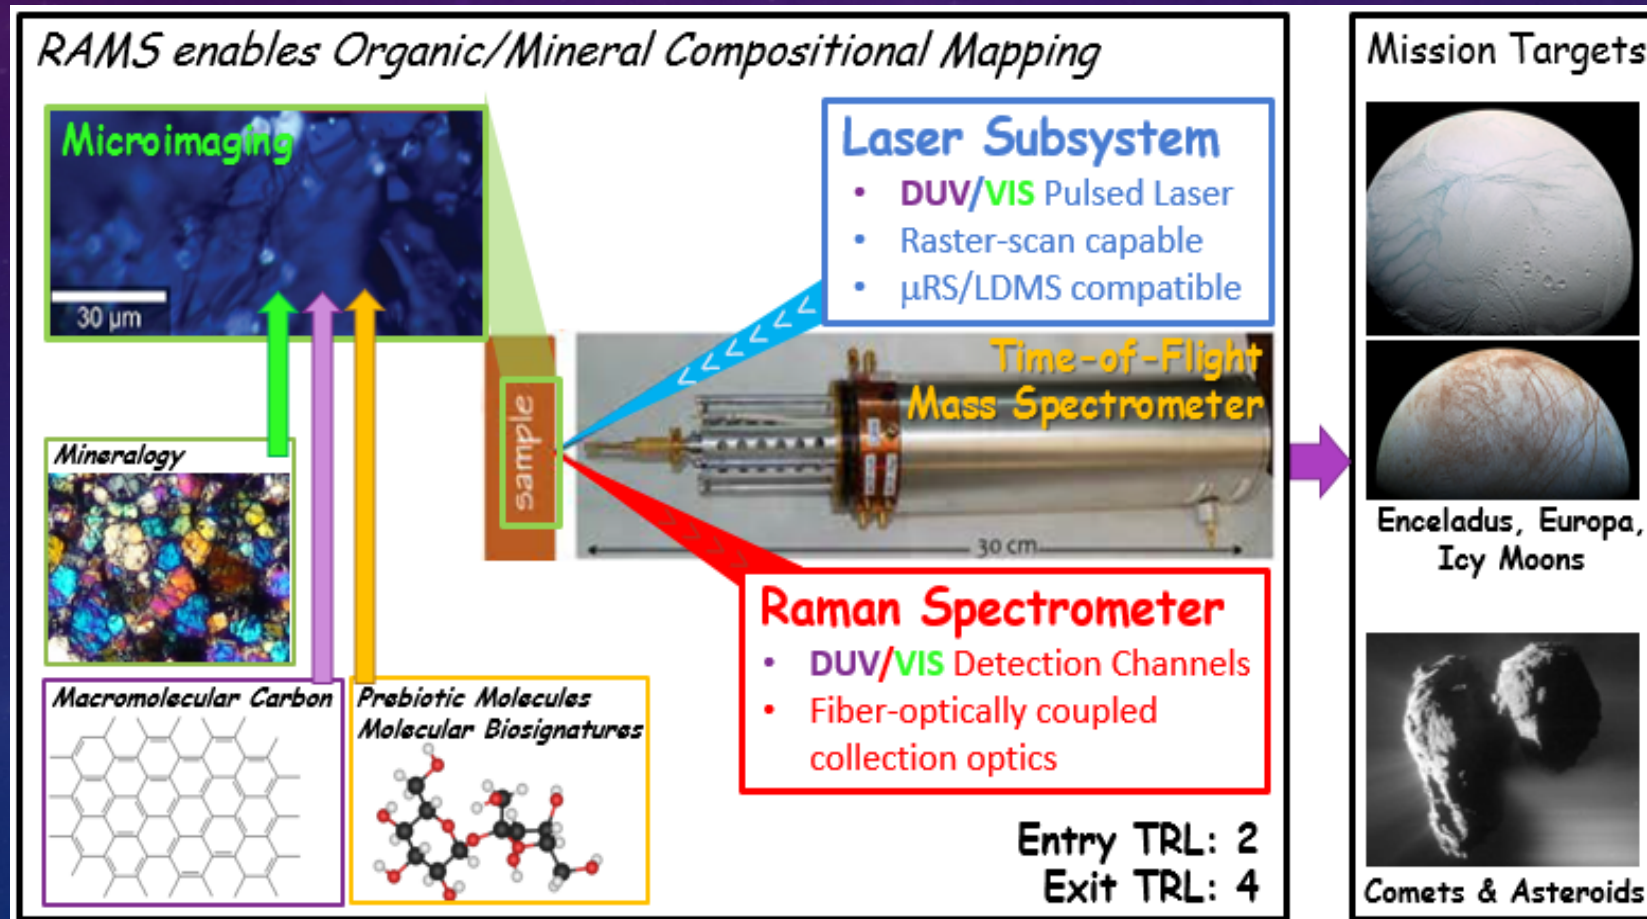 RAMS enables Organic/Mineral Compositional Mapping
Microimaging
30 µm
Mineralogy
Macromolecular Carbon
Prebiotic Molecules
Molecular Biosignatures
sample
Laser Subsystem
• DUV/VIS Pulsed Laser
• Raster-scan capable
• µRS/LDMS compatible
Time-of-Flight
Mass Spectrometer
30 cm
Raman Spectrometer
• DUV/VIS Detection Channels
• Fiber-optically coupled
collection optics
Entry TRL: 2
Exit TRL: 4
Mission Targets
Enceladus, Europa,
Icy Moons
Comets & Asteroids